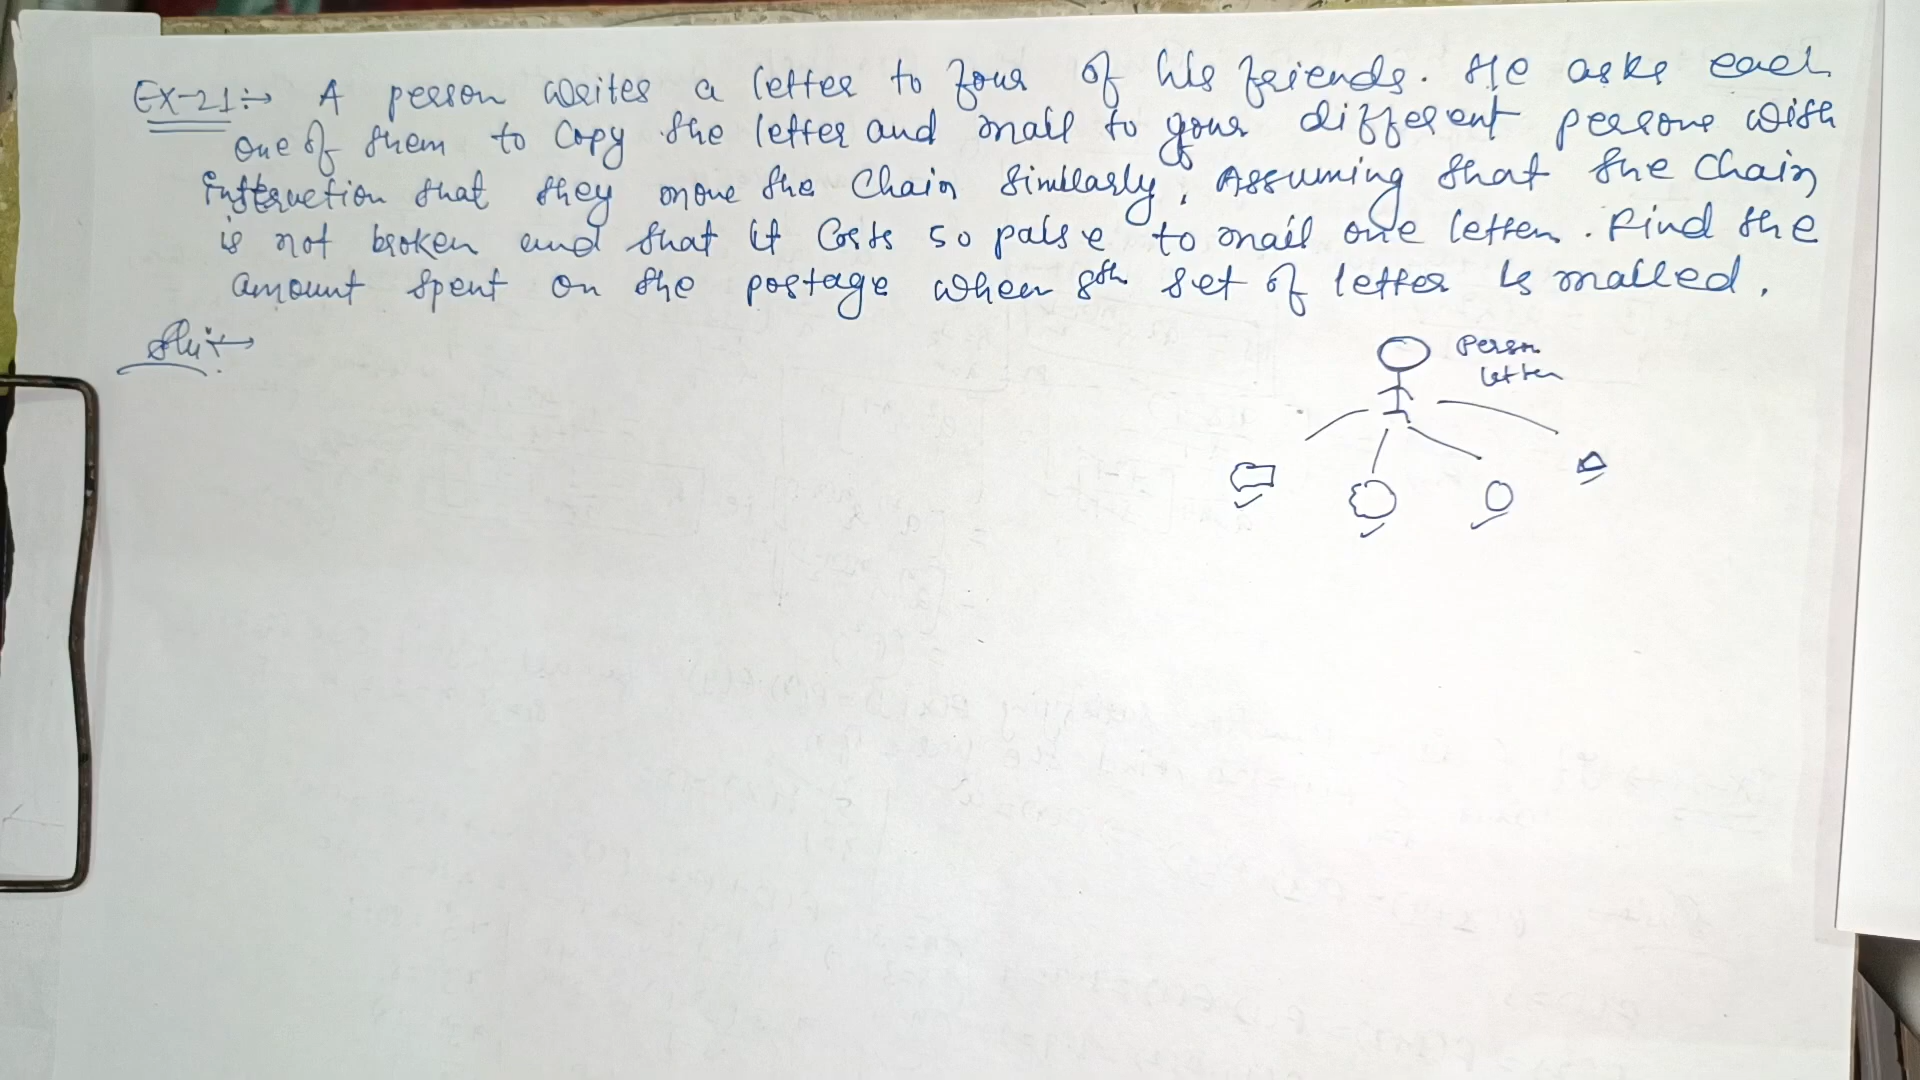 Ex-21:→ A person writes a letter to four of his friends. He asks each
one of them to copy the letter and mail to four different persons with
instruction that they move the chain similarly. Assuming that the chain
is not broken and that it costs 50 paise to mail one letter. Find the
amount spent on the postage when 8th set of letter is mailed.
Person
letter